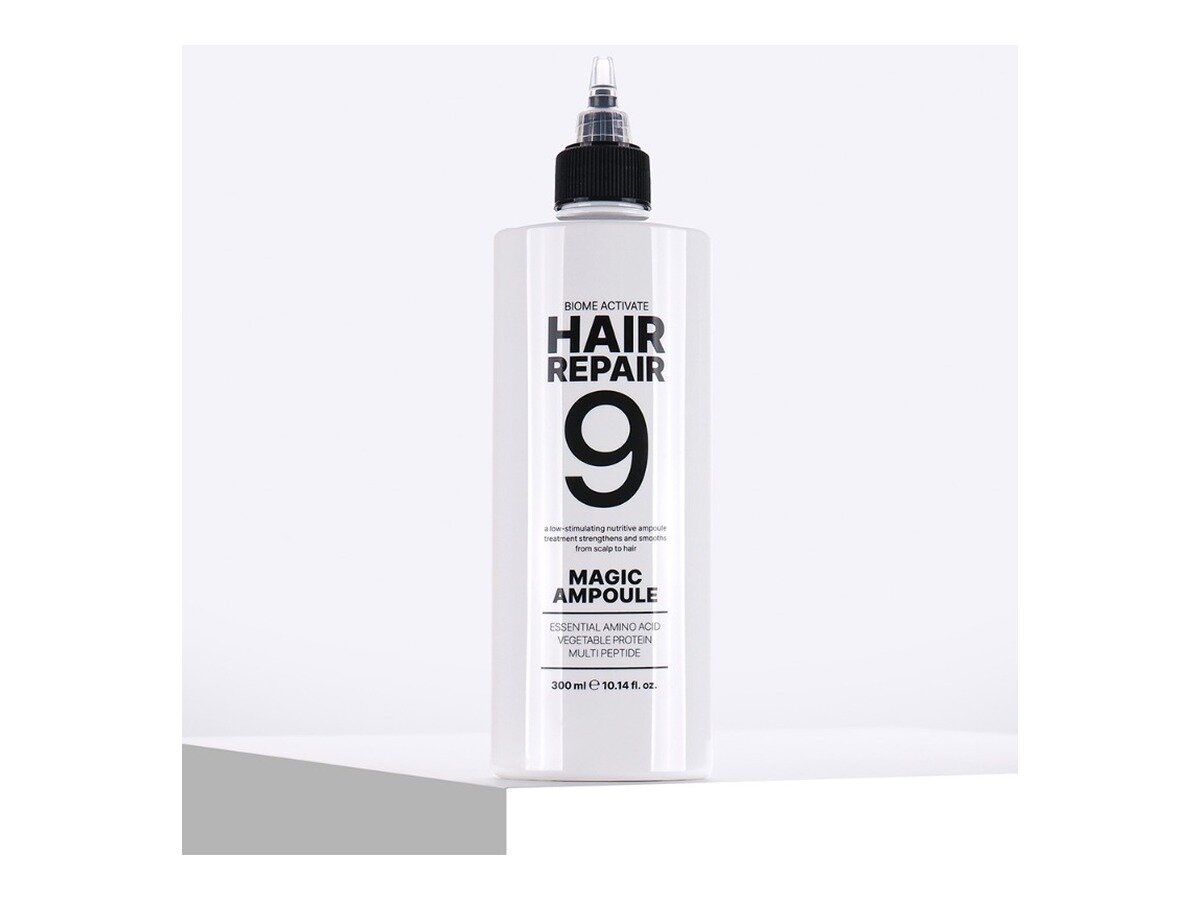 BIOME ACTIVATE
HAIR
REPAIR
9
a low-stimulating nutritive ampoule
treatment strengthens and smooths
from scalp to hair
MAGIC
AMPOULE
ESSENTIAL AMINO ACID
VEGETABLE PROTEIN
MULTI PEPTIDE
300 ml ℮ 10.14 fl. oz.